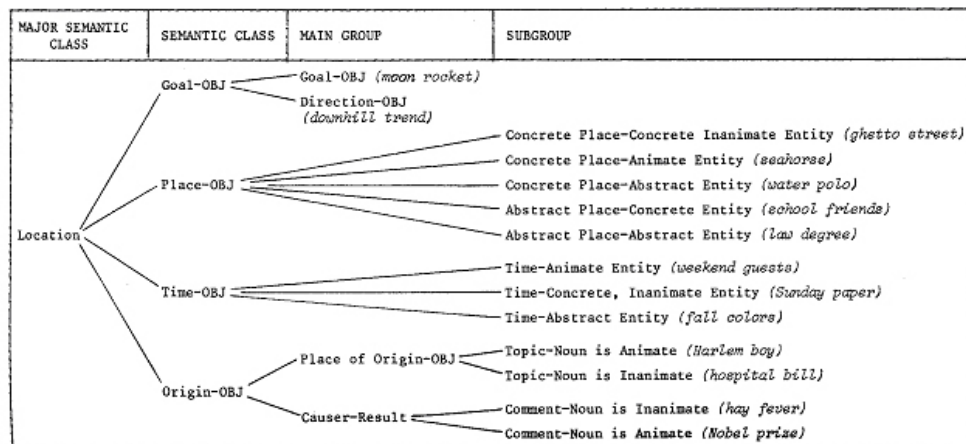 MAJOR SEMANTIC CLASS SEMANTIC CLASS MAIN GROUP SUBGROUP
Goal-OBJ (moon rocket)
Goal-OBJ
Direction-OBJ
(downhill trend)
Concrete Place-Concrete Inanimate Entity (ghetto street)
Concrete Place-Animate Entity (seahorse)
Place-OBJ Concrete Place-Abstract Entity (water polo)
Abstract Place-Concrete Entity (school friends)
Location Abstract Place-Abstract Entity (law degree)
Time-Animate Entity (weekend guests)
Time-OBJ Time-Concrete, Inanimate Entity (Sunday paper)
Time-Abstract Entity (fall colors)
Place of Origin-OBJ Topic-Noun is Animate (Harlem boy)
Topic-Noun is Inanimate (hospital bill)
Origin-OBJ
Causer-Result Comment-Noun is Inanimate (hay fever)
Comment-Noun is Animate (Nobel prize)